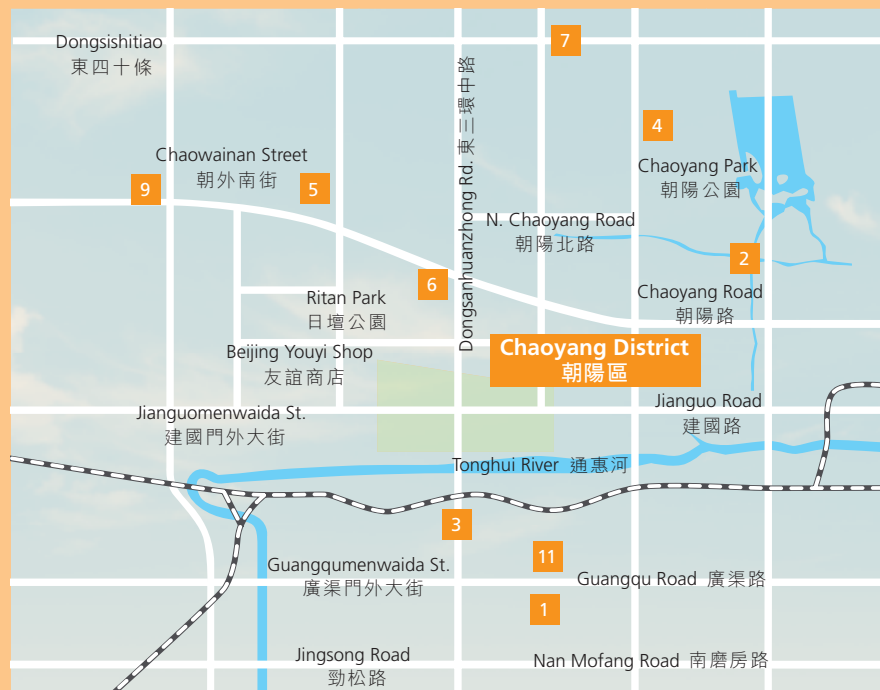 7
Dongsishitiao
東四十條
Dongsanhuanzhong Rd. 東三環中路
4
Chaowainan Street
朝外南街
9
5
Chaoyang Park
朝陽公園
N. Chaoyang Road
朝陽北路
2
6
Ritan Park
日壇公園
Chaoyang Road
朝陽路
Chaoyang District
朝陽區
Beijing Youyi Shop
友誼商店
Jianguomenwaida St.
建國門外大街
Jianguo Road
建國路
Tonghui River 通惠河
3
11
Guangqumenwaida St.
廣渠門外大街
Guangqu Road 廣渠路
1
Jingsong Road
勁松路
Nan Mofang Road 南磨房路